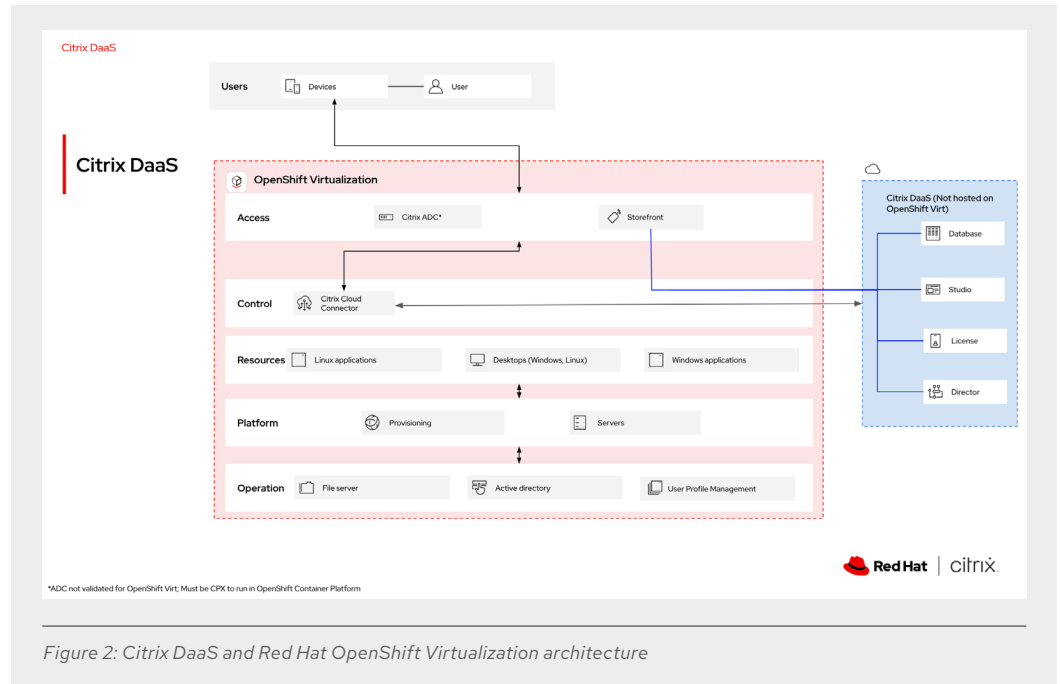 Citrix DaaS
Users
Devices
User
Citrix DaaS
OpenShift Virtualization
Access
Citrix ADC*
Storefront
Control
Citrix Cloud
Connector
Resources
Linux applications
Desktops (Windows, Linux)
Windows applications
Platform
Provisioning
Servers
Operation
File server
Active directory
User Profile Management
Citrix DaaS (Not hosted on
OpenShift Virt)
Database
Studio
License
Director
Red Hat
citrix.
*ADC not validated for OpenShift Virt; Must be CPX to run in OpenShift Container Platform
Figure 2: Citrix DaaS and Red Hat OpenShift Virtualization architecture